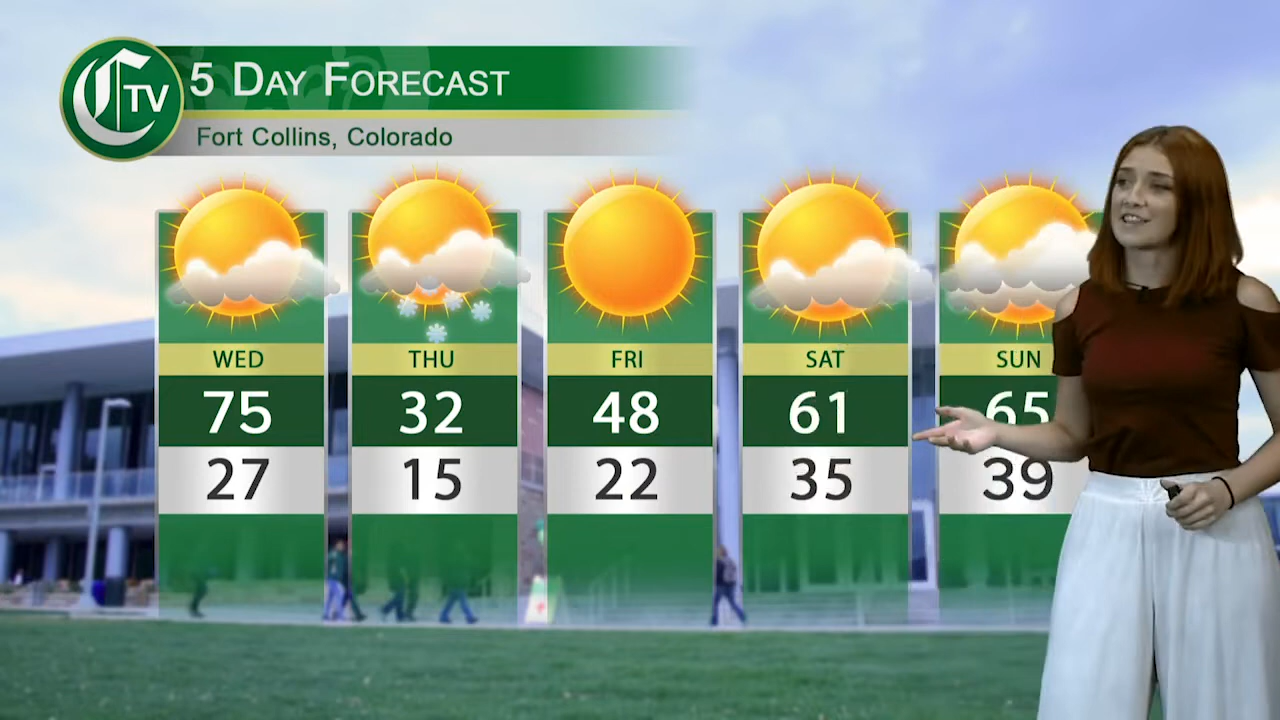 CTV
5 DAY FORECAST
Fort Collins, Colorado
WED THU FRI SAT SUN
75 32 48 61 65
27 15 22 35 39